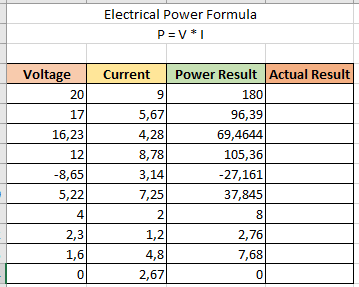 Electrical Power Formula
P = V * I
Voltage Current Power Result Actual Result
20 9 180
17 5,67 96,39
16,23 4,28 69,4644
12 8,78 105,36
-8,65 3,14 -27,161
5,22 7,25 37,845
4 2 8
2,3 1,2 2,76
1,6 4,8 7,68
0 2,67 0